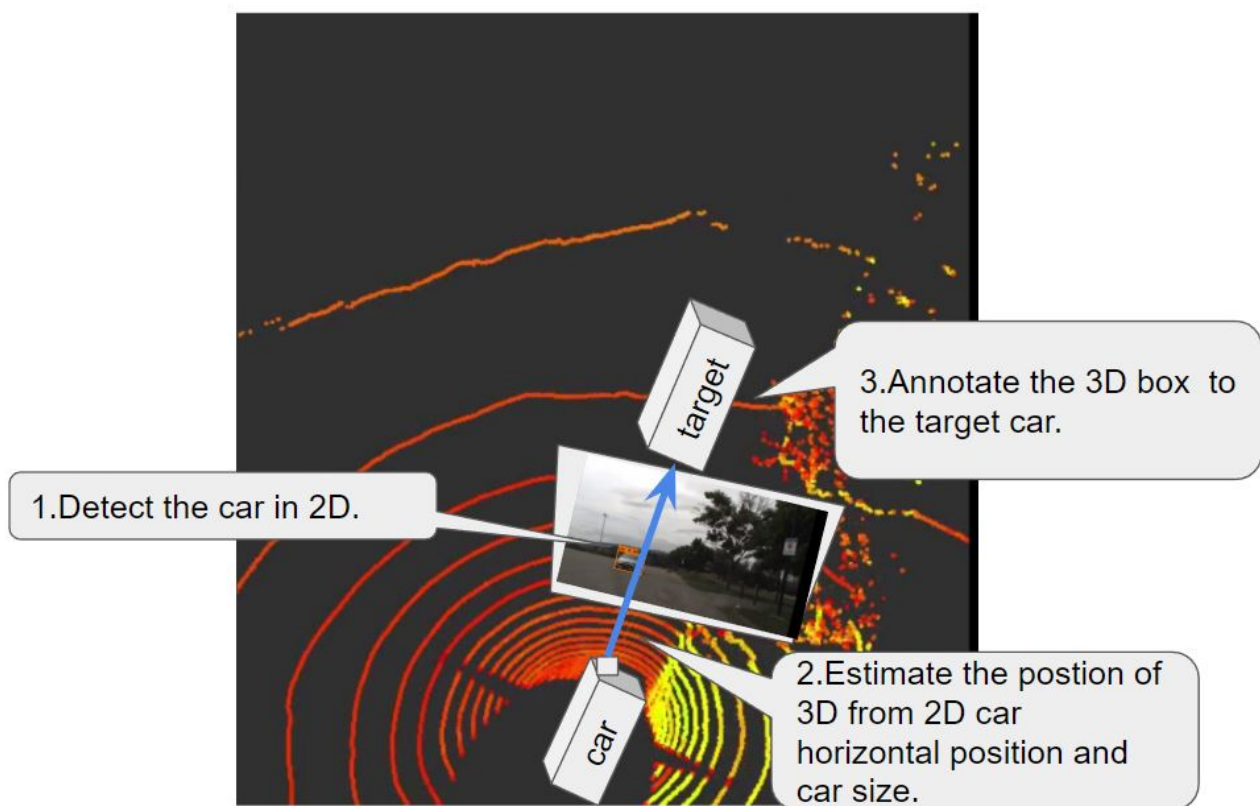 target
3.Annotate the 3D box to
the target car.
1.Detect the car in 2D.
2.Estimate the postion of
3D from 2D car
horizontal position and
car size.
car